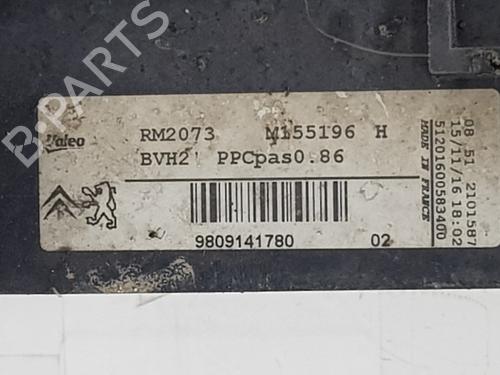 B-PARTS
Valeo
RM2073 M155196 H
BVH2 PPCpas0.86
9809141780 02
08 51 2101587
15/11/16 18:02
51201600583400
MADE IN FRANCE